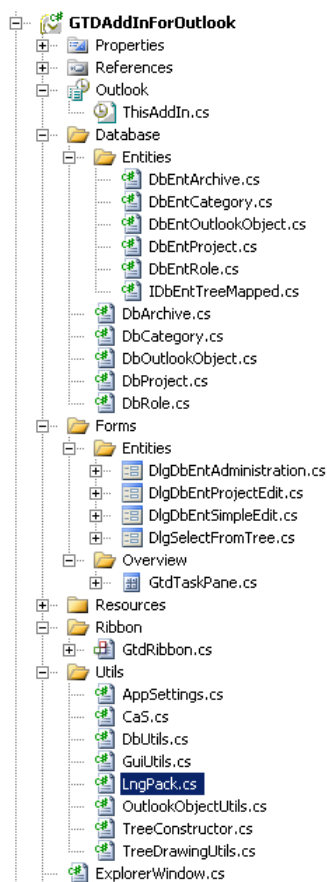 GTDAddInForOutlook
Properties
References
Outlook
ThisAddIn.cs
Database
Entities
DbEntArchive.cs
DbEntCategory.cs
DbEntOutlookObject.cs
DbEntProject.cs
DbEntRole.cs
IDbEntTreeMapped.cs
DbArchive.cs
DbCategory.cs
DbOutlookObject.cs
DbProject.cs
DbRole.cs
Forms
Entities
DlgDbEntAdministration.cs
DlgDbEntProjectEdit.cs
DlgDbEntSimpleEdit.cs
DlgSelectFromTree.cs
Overview
GtdTaskPane.cs
Resources
Ribbon
GtdRibbon.cs
Utils
AppSettings.cs
CaS.cs
DbUtils.cs
GuiUtils.cs
LngPack.cs
OutlookObjectUtils.cs
TreeConstructor.cs
TreeDrawingUtils.cs
ExplorerWindow.cs